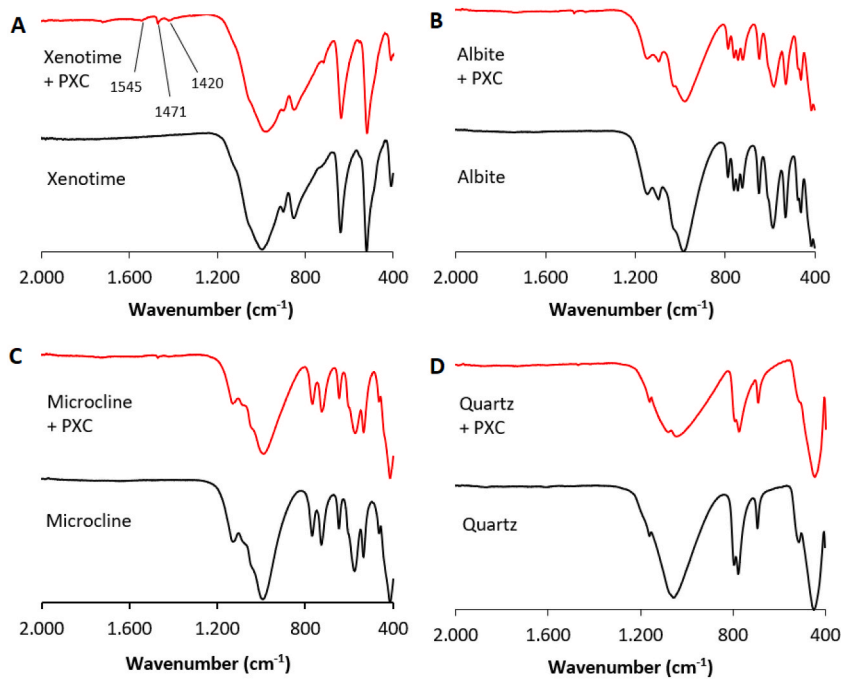 A
Xenotime
+ PXC
1545
1471
1420
Xenotime
2.000 1.600 1.200 800 400
Wavenumber (cm⁻¹)
B
Albite
+ PXC
Albite
2.000 1.600 1.200 800 400
Wavenumber (cm⁻¹)
C
Microcline
+ PXC
Microcline
2.000 1.600 1.200 800 400
Wavenumber (cm⁻¹)
D
Quartz
+ PXC
Quartz
2.000 1.600 1.200 800 400
Wavenumber (cm⁻¹)